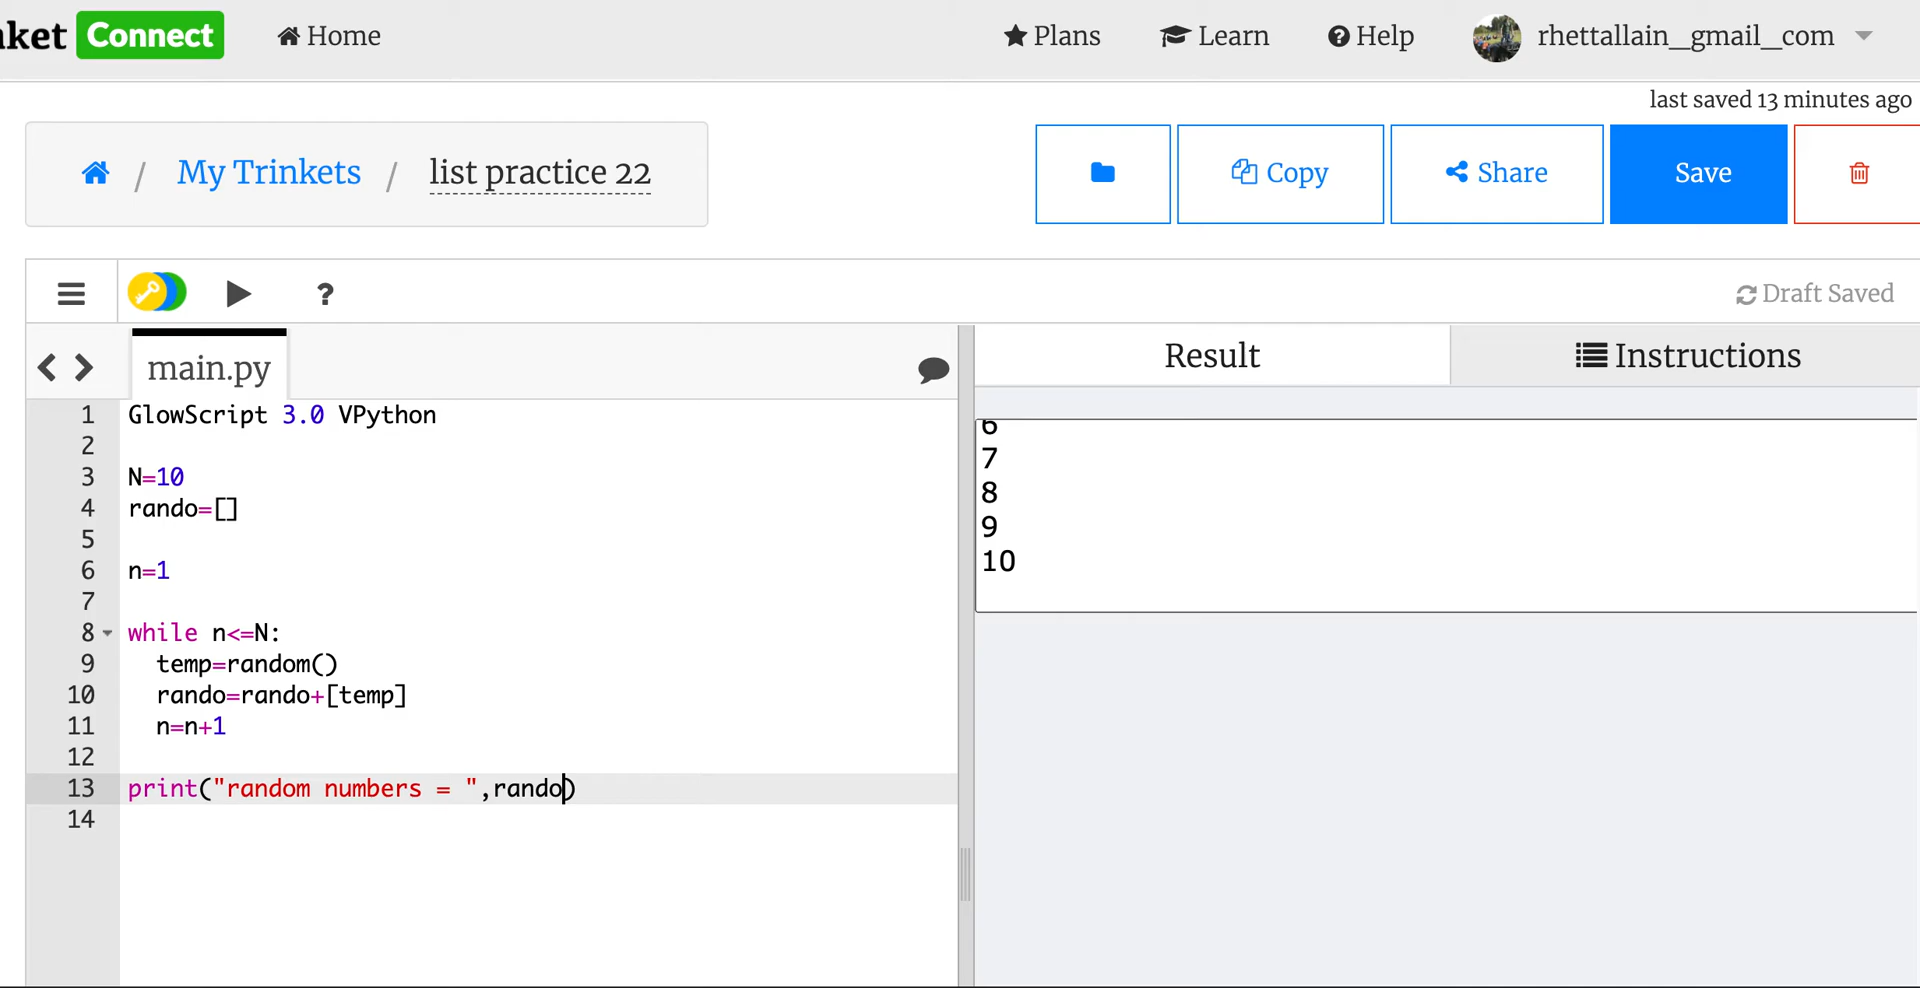 nket Connect Home Plans Learn Help rhettallain_gmail_com
last saved 13 minutes ago
/ My Trinkets / list practice 22 Copy Share Save
? Draft Saved
main.py Result Instructions
1 GlowScript 3.0 VPython
2
3 N=10
4 rando=[]
5
6 n=1
7
8 while n<=N:
9 temp=random()
10 rando=rando+[temp]
11 n=n+1
12
13 print("random numbers = ",rando)
14
6
7
8
9
10